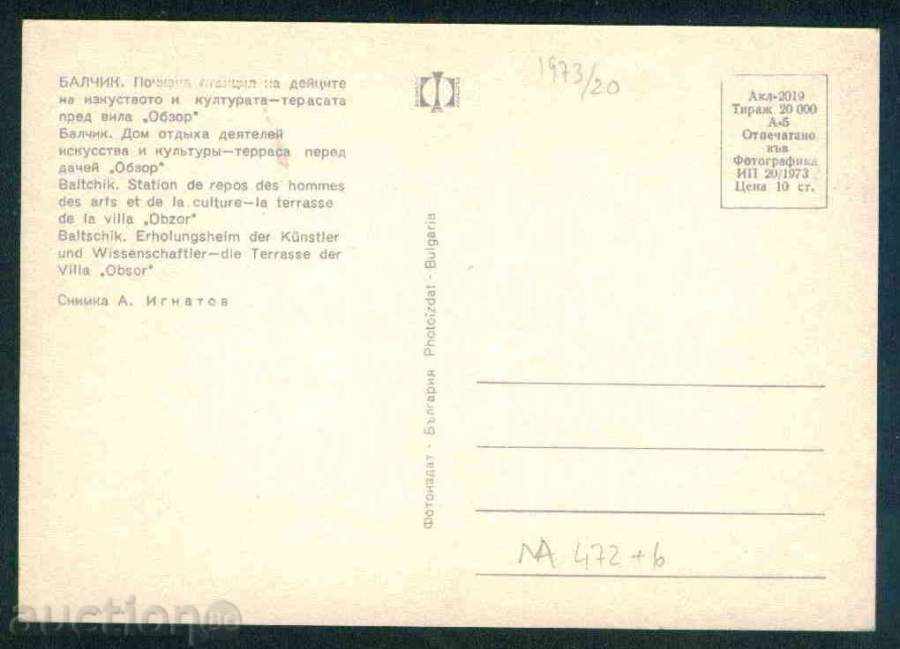 БАЛЧИК. Почивна станция на дейците
на изкуството и културата—терасата
пред вила „Обзор"
Балчик. Дом отдыха деятелей
искусства и культуры—терраса перед
дачей „Обзор"
Baltchik. Station de repos des hommes
des arts et de la culture—la terrasse
de la villa „Obzor"
Baltschik. Erholungsheim der Künstler
und Wissenschaftler—die Terrasse der
Villa „Obsor"
Снимка А. Игнатов
Фотоиздат - България Photoizdat - Bulgaria
1973/20
Акл-2019
Тираж 20 000
А-5
Отпечатано
във
Фотографика
ИП 20/1973
Цена 10 ст.
472+b
auction